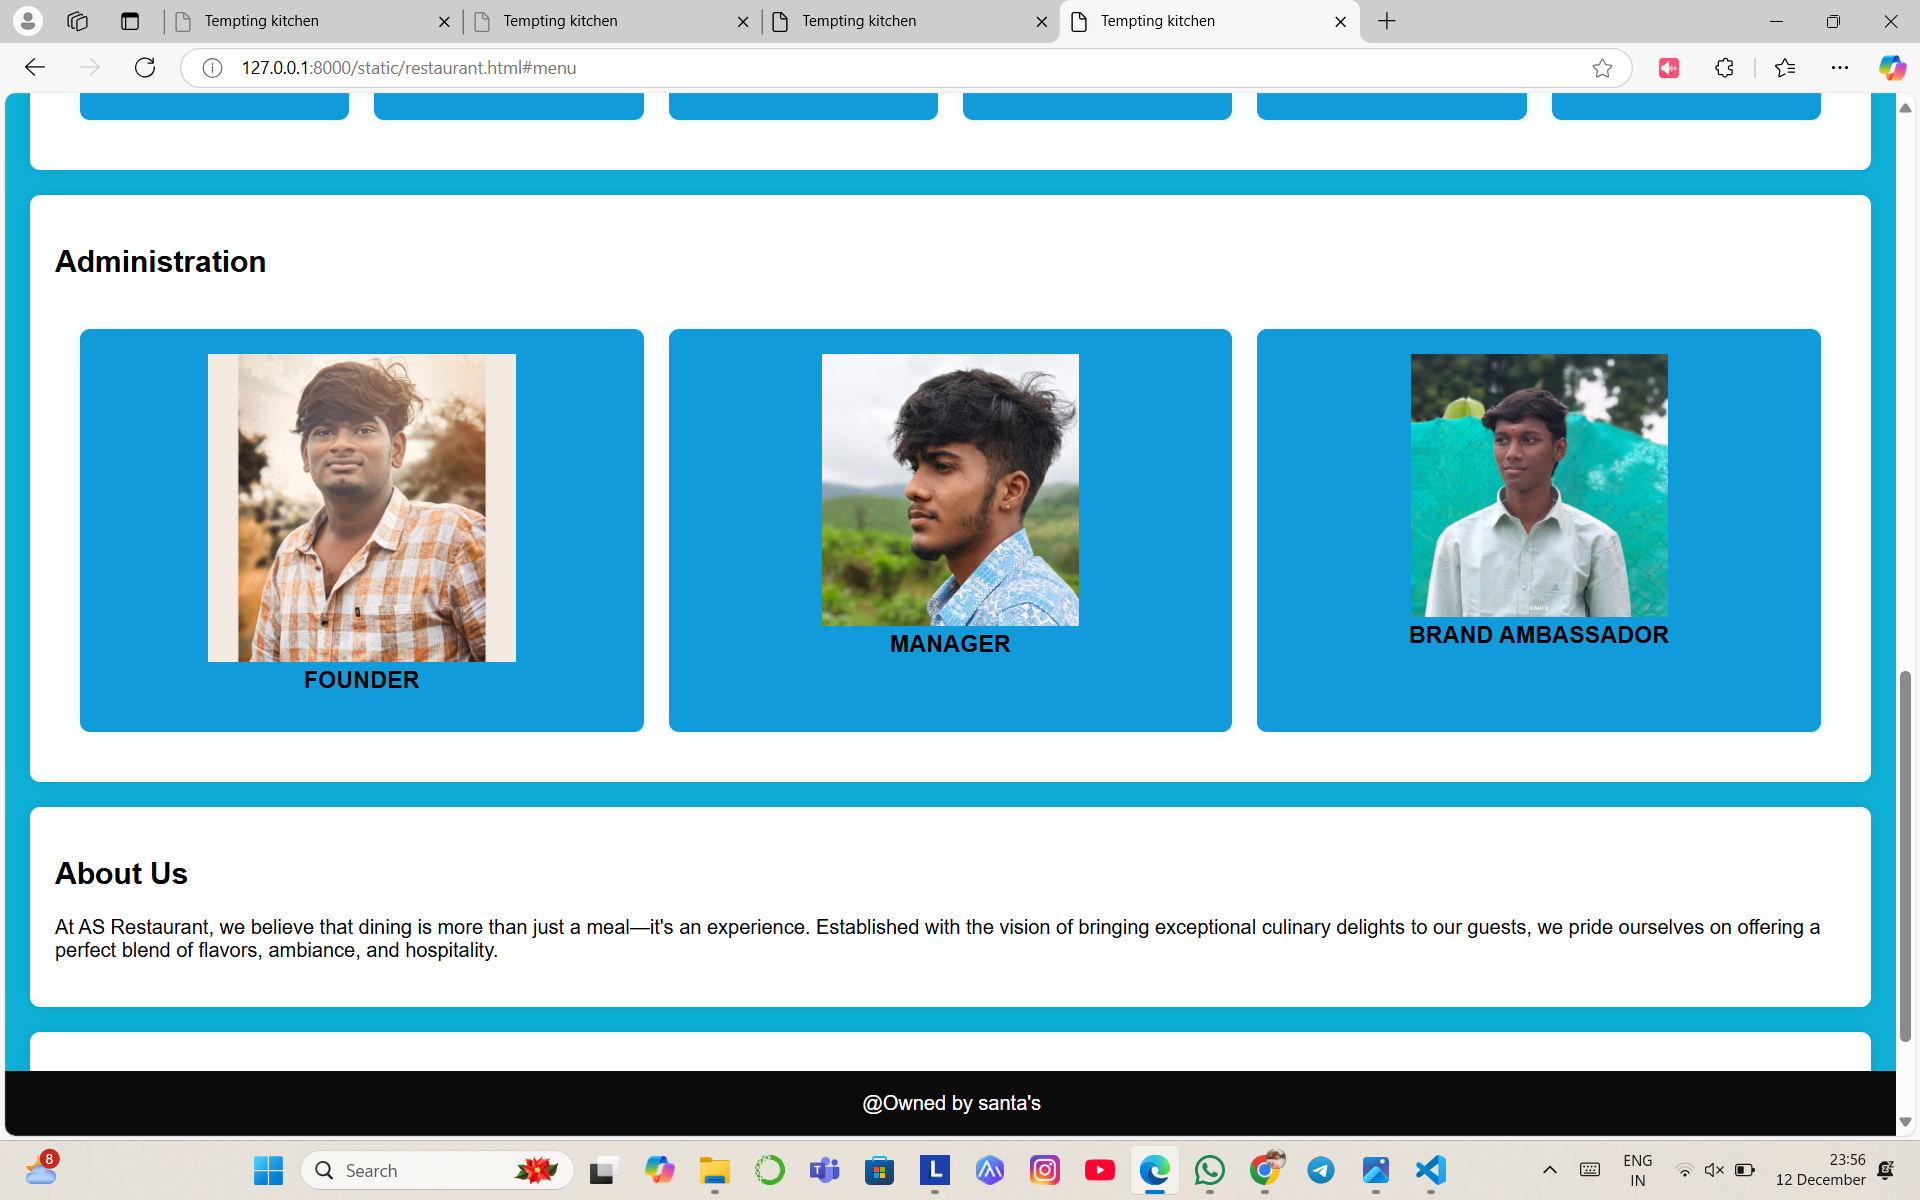 Tempting kitchen
Tempting kitchen
Tempting kitchen
Tempting kitchen
127.0.0.1:8000/static/restaurant.html#menu
Administration
FOUNDER
MANAGER
BRAND AMBASSADOR
SANTA
About Us
At AS Restaurant, we believe that dining is more than just a meal—it's an experience. Established with the vision of bringing exceptional culinary delights to our guests, we pride ourselves on offering a
perfect blend of flavors, ambiance, and hospitality.
@Owned by santa's
8
Search
L
ENG
IN
23:56
12 December